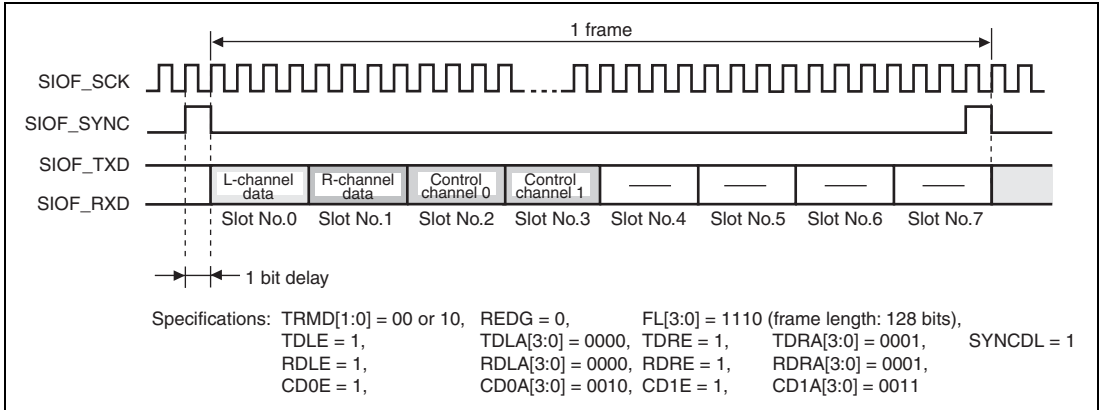 1 frame
SIOF_SCK
SIOF_SYNC
SIOF_TXD
SIOF_RXD
L-channel data
R-channel data
Control channel 0
Control channel 1
Slot No.0 Slot No.1 Slot No.2 Slot No.3 Slot No.4 Slot No.5 Slot No.6 Slot No.7
1 bit delay
Specifications: TRMD[1:0] = 00 or 10, REDG = 0, FL[3:0] = 1110 (frame length: 128 bits),
TDLE = 1, TDLA[3:0] = 0000, TDRE = 1, TDRA[3:0] = 0001, SYNCDL = 1
RDLE = 1, RDLA[3:0] = 0000, RDRE = 1, RDRA[3:0] = 0001,
CD0E = 1, CD0A[3:0] = 0010, CD1E = 1, CD1A[3:0] = 0011